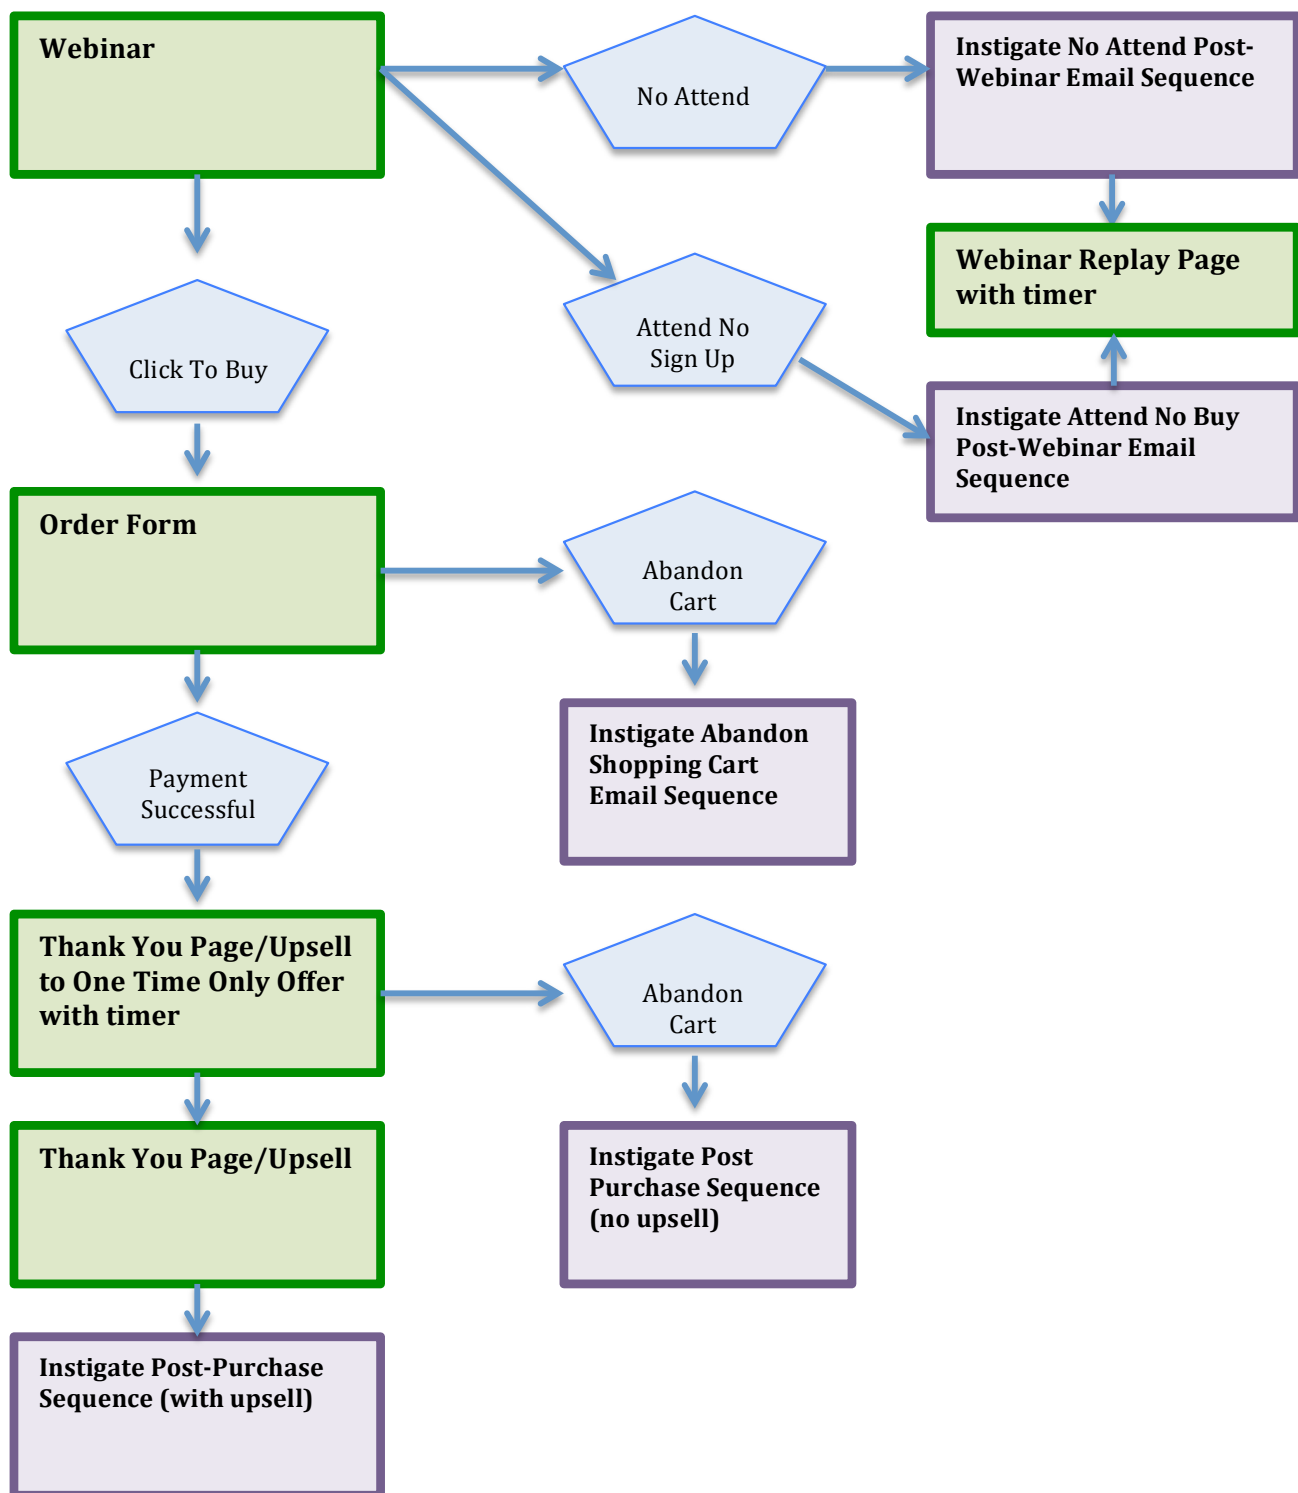 Webinar
No Attend
Instigate No Attend Post-
Webinar Email Sequence
Webinar Replay Page
with timer
Attend No
Sign Up
Click To Buy
Instigate Attend No Buy
Post-Webinar Email
Sequence
Order Form
Abandon
Cart
Instigate Abandon
Shopping Cart
Email Sequence
Payment
Successful
Thank You Page/Upsell
to One Time Only Offer
with timer
Abandon
Cart
Thank You Page/Upsell
Instigate Post
Purchase Sequence
(no upsell)
Instigate Post-Purchase
Sequence (with upsell)